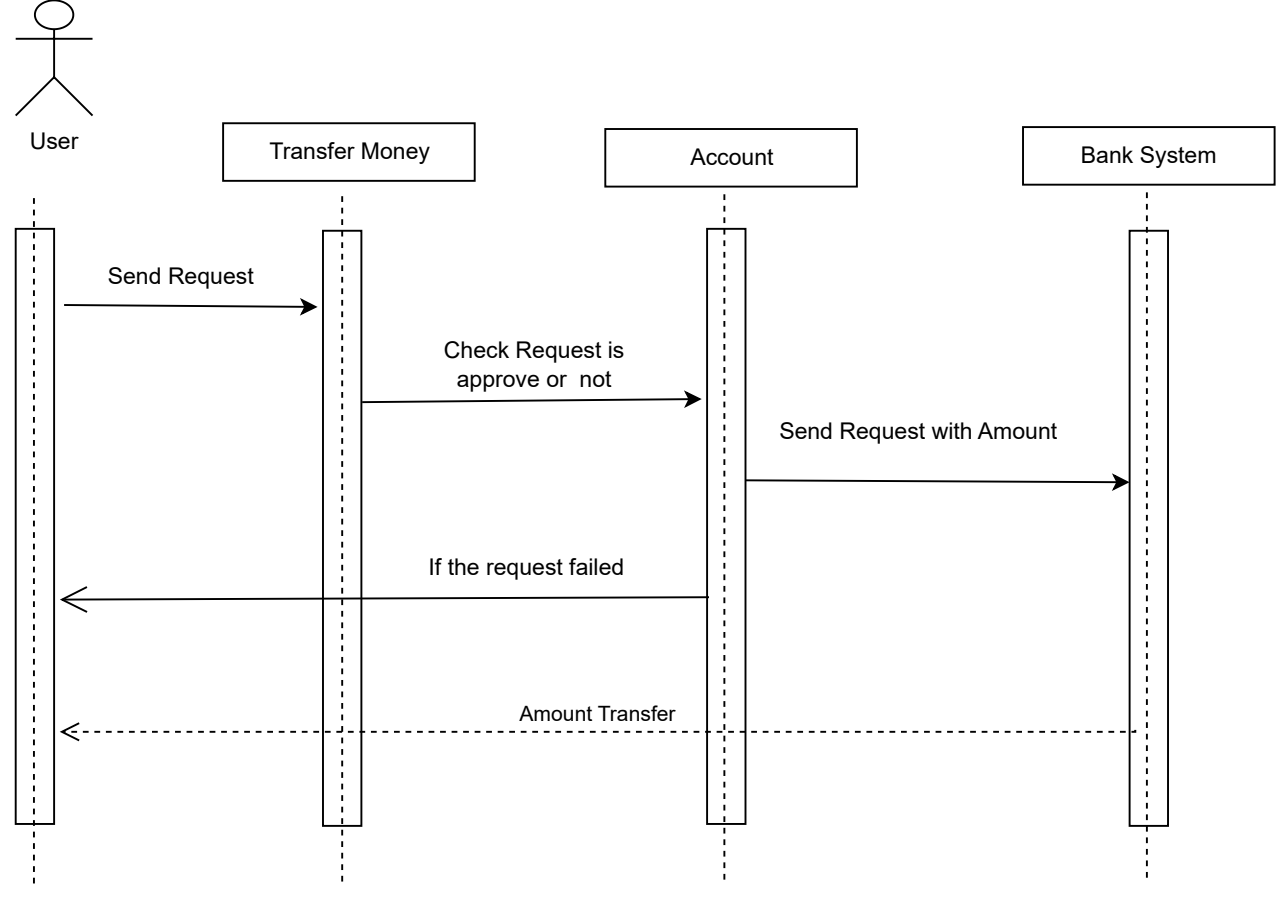 User
Transfer Money
Account
Bank System
Send Request
Check Request is
approve or  not
Send Request with Amount
If the request failed
Amount Transfer